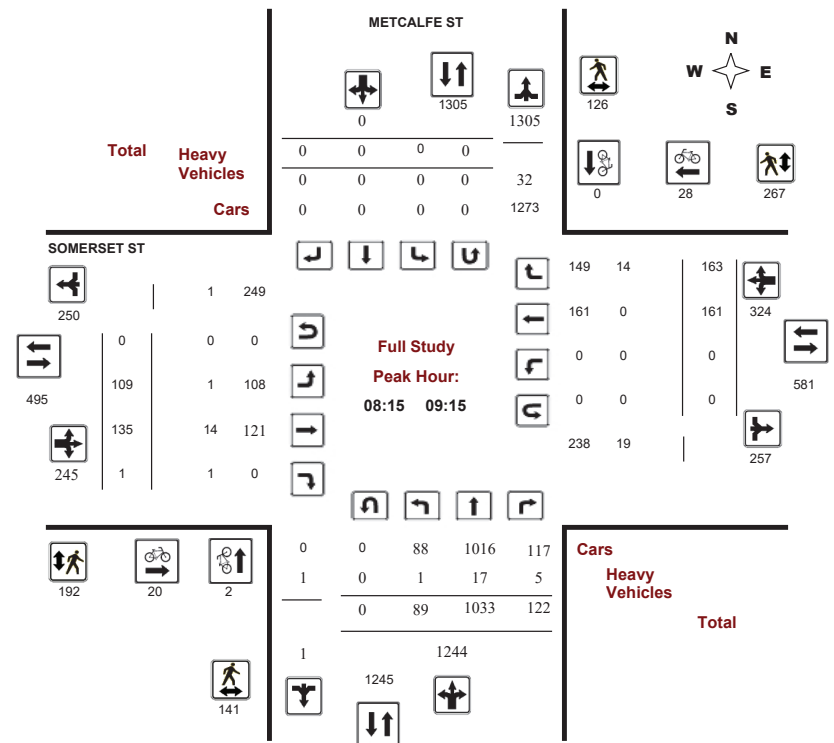 METCALFE ST
N
W E
S
1305
126
0 1305
Total
Heavy
Vehicles
Cars
0 0 0 0
0 0 0 0 32
0 0 0 0 1273
0 28 267
SOMERSET ST
250
1 249
0 0 0
495
109 1 108
135 14 121
245 1 1 0
Full Study
Peak Hour:
08:15 09:15
149 14 163
324
161 0 161
0 0 0
581
0 0 0
238 19
257
192 20 2
141
0 0 88 1016 117
1 0 1 17 5
0 89 1033 122
1 1244
1245
Cars
Heavy
Vehicles
Total